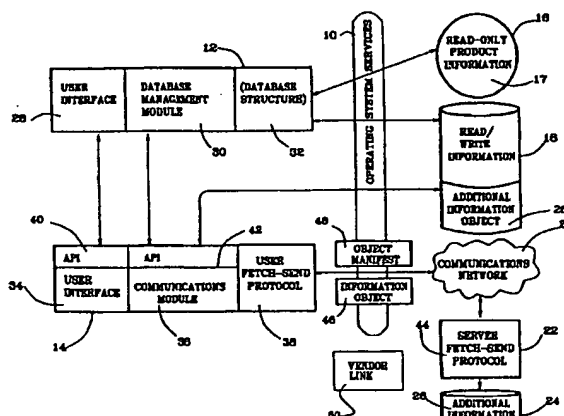 12
10
16
READ-ONLY
PRODUCT
INFORMATION
17
USER
INTERFACE
DATABASE
MANAGEMENT
MODULE
(DATABASE
STRUCTURE)
28
30
32
OPERATING SYSTEM SERVICES
READ/
WRITE
INFORMATION
18
ADDITIONAL
INFORMATION
OBJECT
26
40
API
API
42
USER
FETCH-SEND
PROTOCOL
34
USER
INTERFACE
COMMUNICATIONS
MODULE
14
36
38
48
OBJECT
MANIFEST
INFORMATION
OBJECT
46
COMMUNICATIONS
NETWORK
SERVER
FETCH-SEND
PROTOCOL
44
22
VENDOR
LINK
26
ADDITIONAL
INFORMATION
24